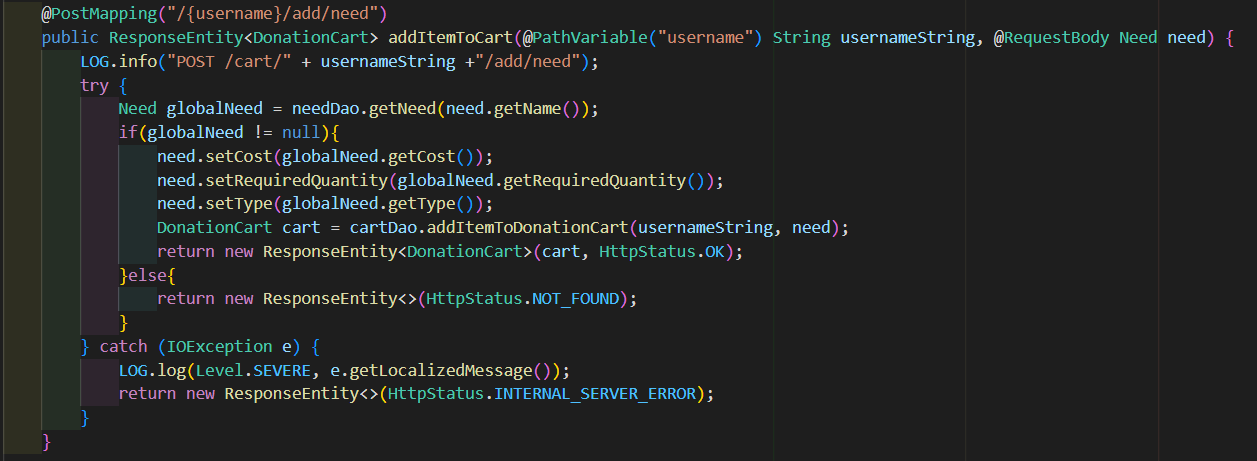 @PostMapping("/{username}/add/need")
public ResponseEntity<DonationCart> addItemToCart(@PathVariable("username") String usernameString, @RequestBody Need need) {
LOG.info("POST /cart/" + usernameString +"/add/need");
try {
Need globalNeed = needDao.getNeed(need.getName());
if(globalNeed != null){
need.setCost(globalNeed.getCost());
need.setRequiredQuantity(globalNeed.getRequiredQuantity());
need.setType(globalNeed.getType());
DonationCart cart = cartDao.addItemToDonationCart(usernameString, need);
return new ResponseEntity<DonationCart>(cart, HttpStatus.OK);
}else{
return new ResponseEntity<>(HttpStatus.NOT_FOUND);
}
} catch (IOException e) {
LOG.log(Level.SEVERE, e.getLocalizedMessage());
return new ResponseEntity<>(HttpStatus.INTERNAL_SERVER_ERROR);
}
}